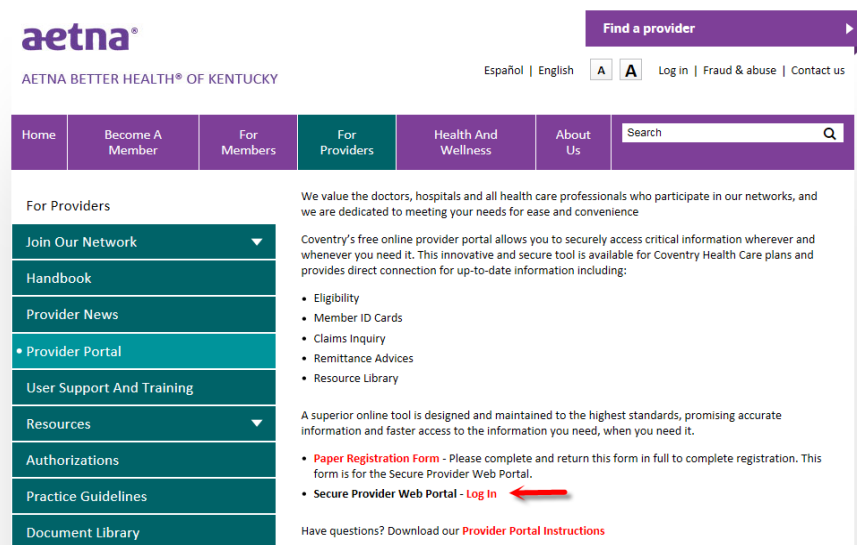 aetna®
AETNA BETTER HEALTH® OF KENTUCKY
Find a provider
Español | English A A Log in | Fraud & abuse | Contact us
Home
Become A
Member
For
Members
For
Providers
Health And
Wellness
About
Us
Search
For Providers
Join Our Network
Handbook
Provider News
• Provider Portal
User Support And Training
Resources
Authorizations
Practice Guidelines
Document Library
We value the doctors, hospitals and all health care professionals who participate in our networks, and
we are dedicated to meeting your needs for ease and convenience
Coventry's free online provider portal allows you to securely access critical information wherever and
whenever you need it. This innovative and secure tool is available for Coventry Health Care plans and
provides direct connection for up-to-date information including:
• Eligibility
• Member ID Cards
• Claims Inquiry
• Remittance Advices
• Resource Library
A superior online tool is designed and maintained to the highest standards, promising accurate
information and faster access to the information you need, when you need it.
• Paper Registration Form - Please complete and return this form in full to complete registration. This
form is for the Secure Provider Web Portal.
• Secure Provider Web Portal - Log In
Have questions? Download our Provider Portal Instructions